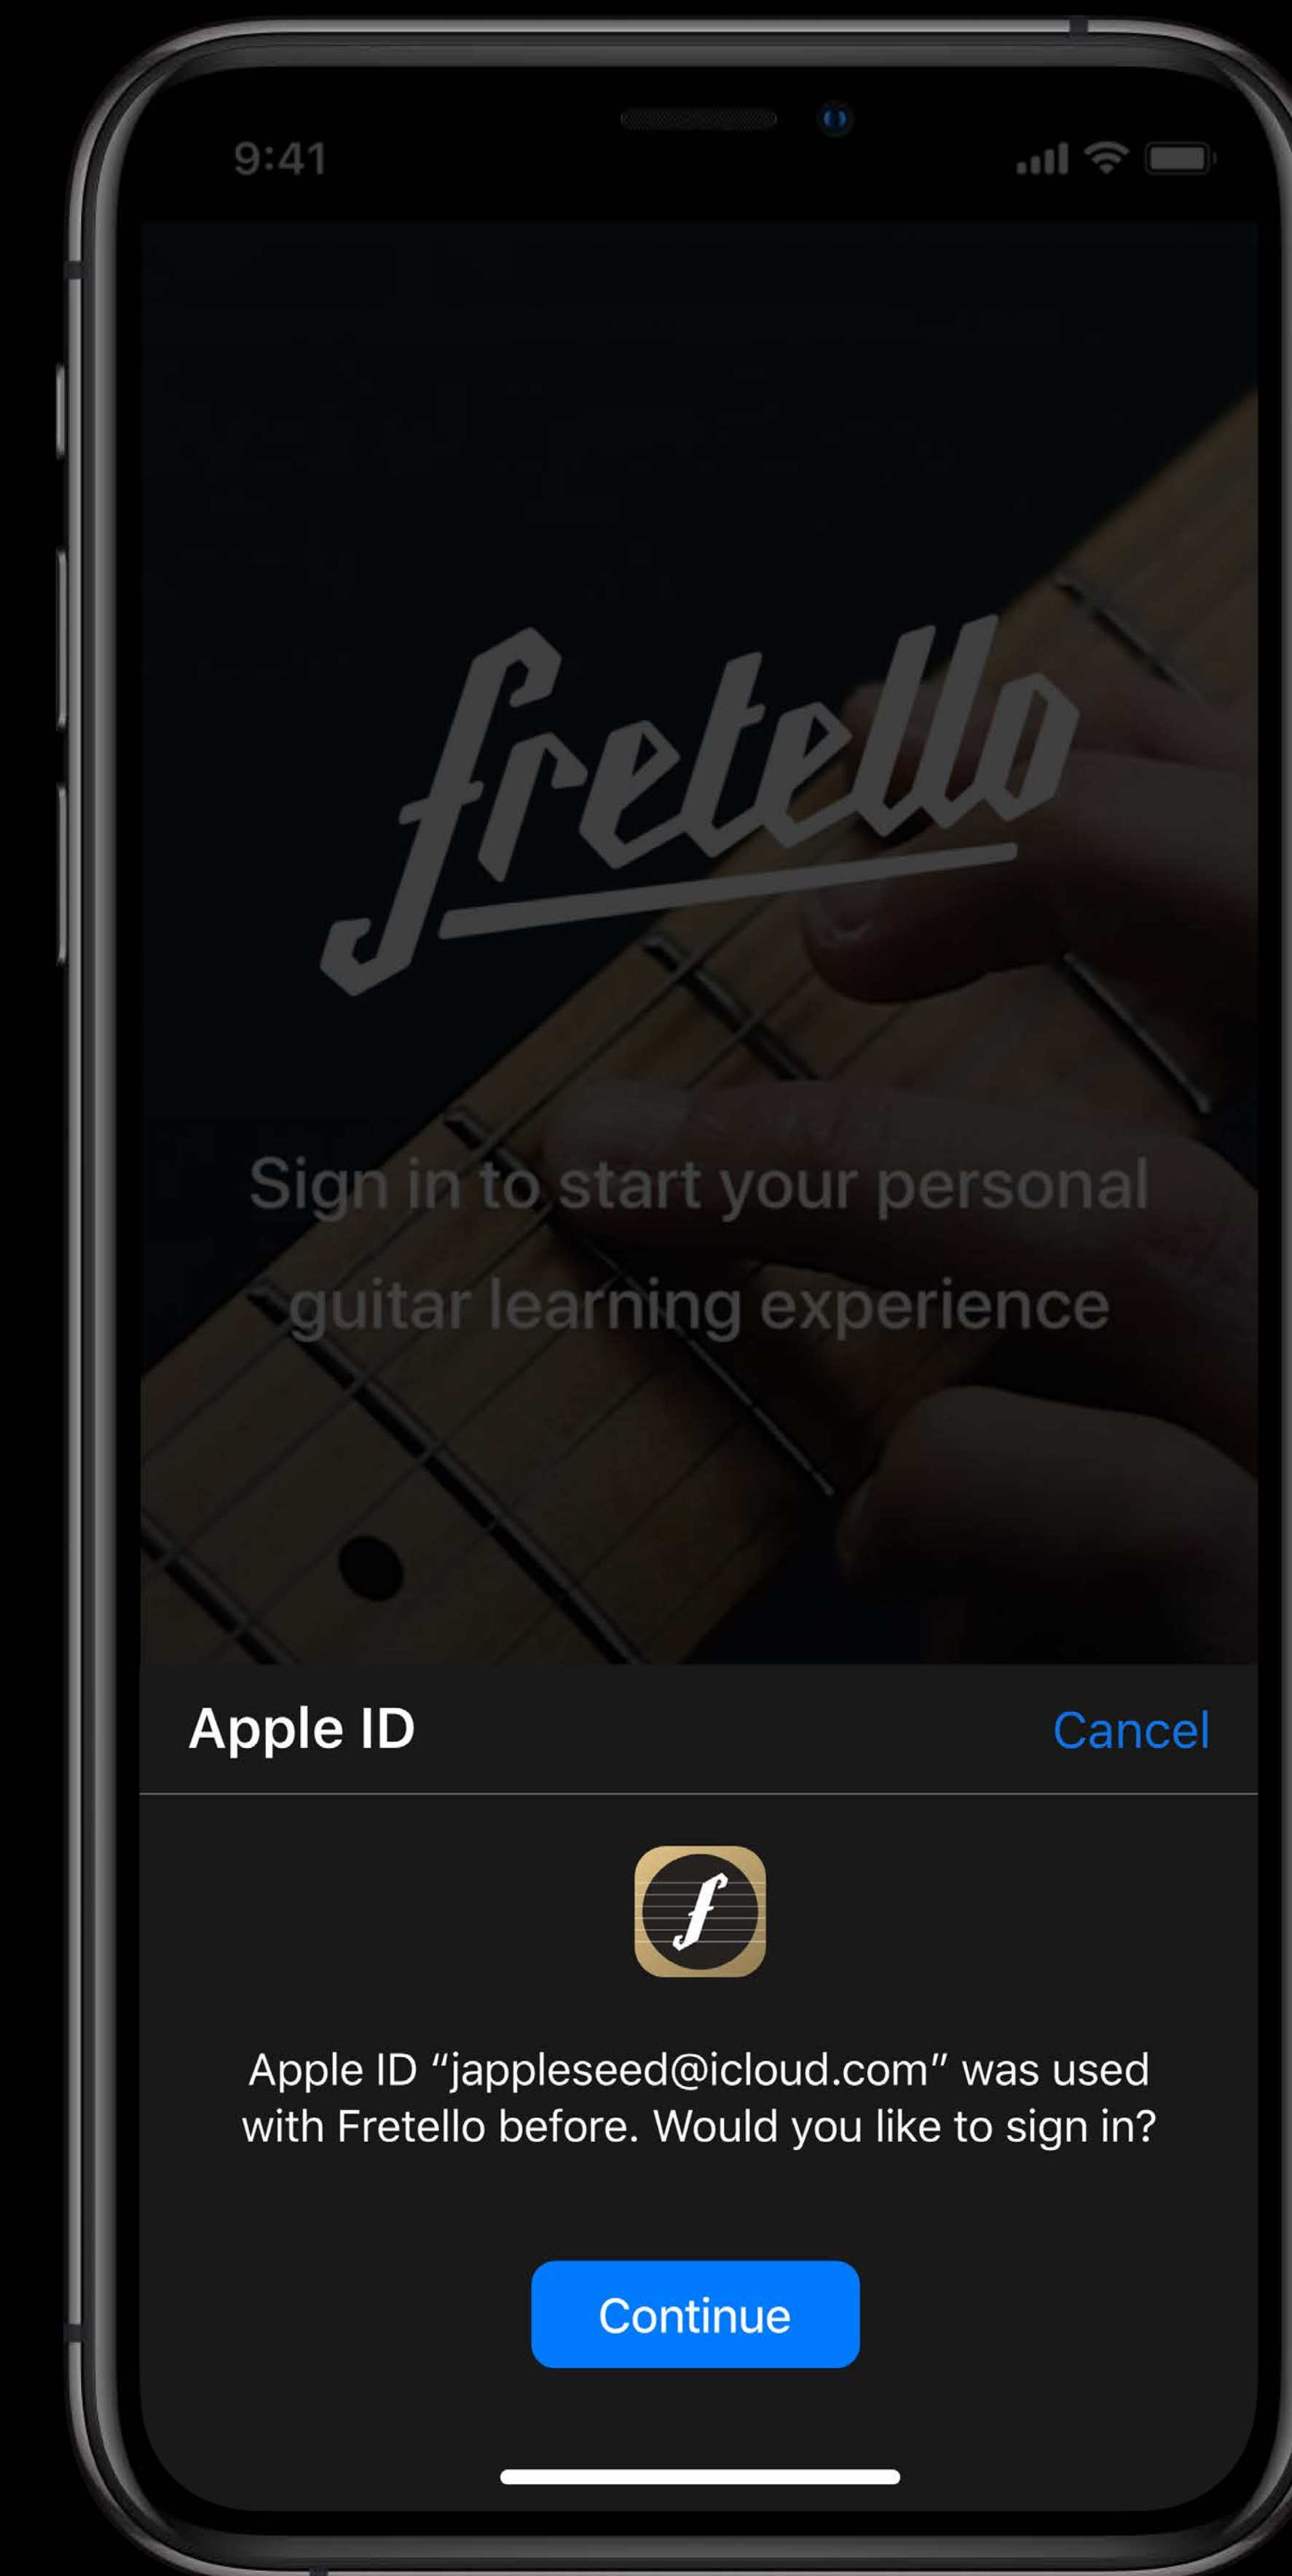 9:41
fretello
Sign in to start your personal
guitar learning experience
Apple ID
Cancel
f
Apple ID “jappleseed@icloud.com” was used
with Fretello before. Would you like to sign in?
Continue